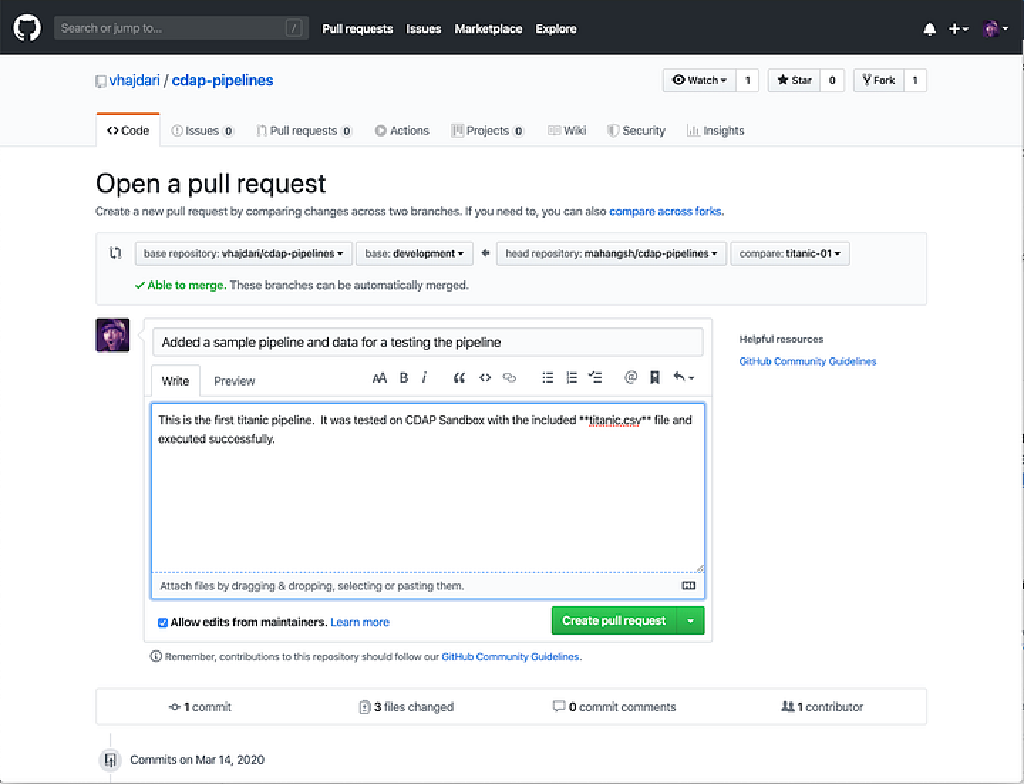 Search or jump to... /
Pull requests Issues Marketplace Explore
vhajdari / cdap-pipelines
Watch 1 Star 0 Fork 1
Code Issues 0 Pull requests 0 Actions Projects 0 Wiki Security Insights
Open a pull request
Create a new pull request by comparing changes across two branches. If you need to, you can also compare across forks.
base repository: vhajdari/cdap-pipelines base: development head repository: mahangsh/cdap-pipelines compare: titanic-01
Able to merge. These branches can be automatically merged.
Added a sample pipeline and data for a testing the pipeline
Helpful resources
GitHub Community Guidelines
Write Preview AA B i
This is the first titanic pipeline. It was tested on CDAP Sandbox with the included **titanic.csv** file and
executed successfully.
Attach files by dragging & dropping, selecting or pasting them.
Allow edits from maintainers. Learn more
Create pull request
Remember, contributions to this repository should follow our GitHub Community Guidelines.
1 commit 3 files changed 0 commit comments 1 contributor
Commits on Mar 14, 2020